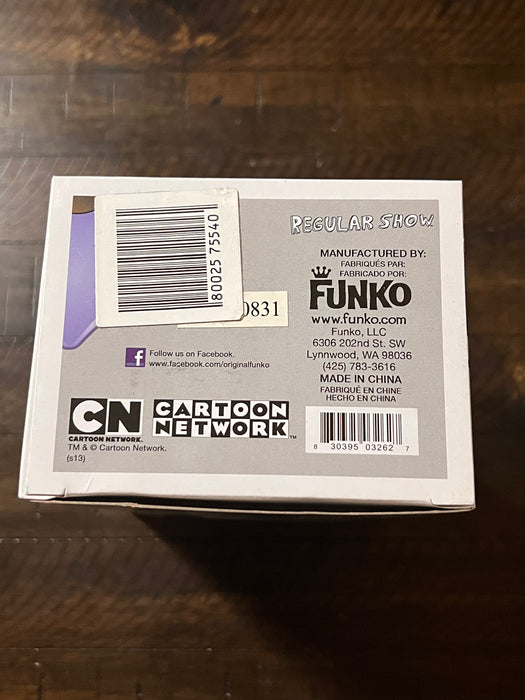 80025 75540
REGULAR SHOW
0831
MANUFACTURED BY:
FABRIQUÉS PAR:
FABRICADO POR:
FUNKO
www.funko.com
Funko, LLC
6306 202nd St. SW
Lynnwood, WA 98036
(425) 783-3616
MADE IN CHINA
FABRIQUÉ EN CHINE
HECHO EN CHINA
f Follow us on Facebook.
www.facebook.com/originalfunko
CN
CARTOON NETWORK.
CARTOON
NETWORK™
TM & © Cartoon Network.
(s13)
8 30395 03262 7